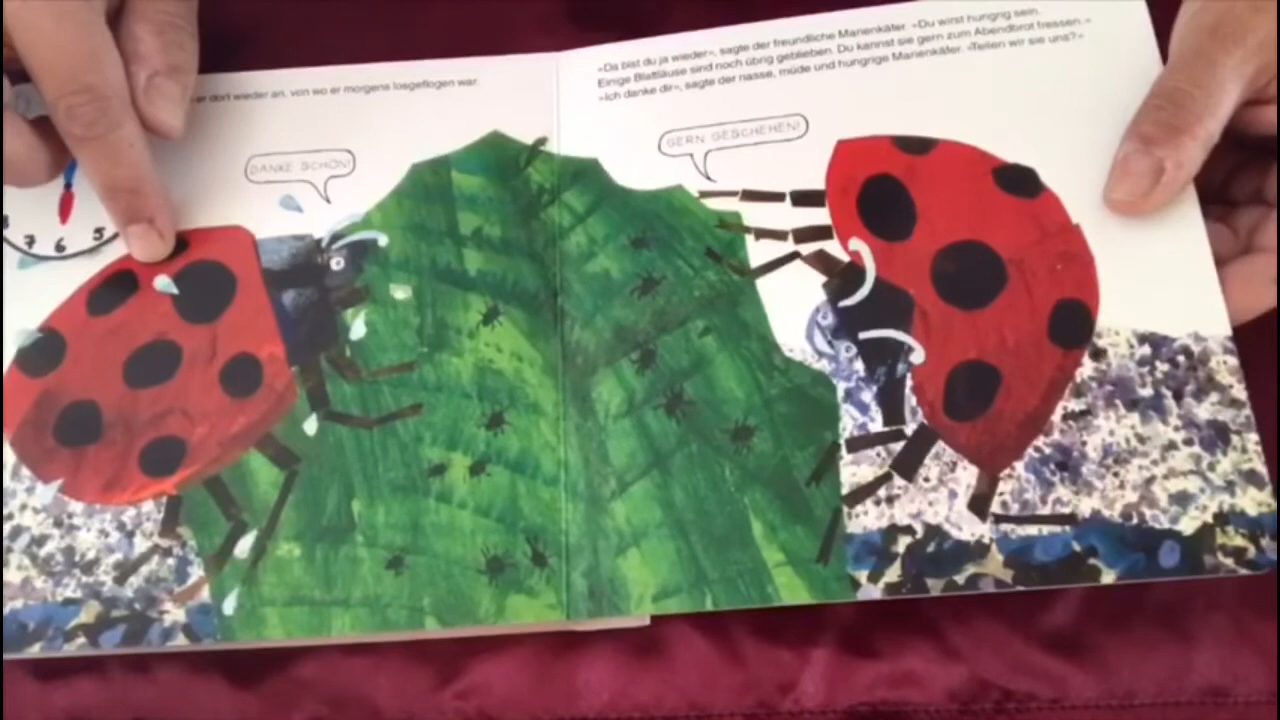 er dort wieder an, von wo er morgens losgeflogen war.
DANKE SCHÖN!
8 7 6 5
»Da bist du ja wieder«, sagte der freundliche Marienkäfer. »Du wirst hungrig sein.
Einige Blattläuse sind noch übrig geblieben. Du kannst sie gern zum Abendbrot fressen.«
»Ich danke dir«, sagte der nasse, müde und hungrige Marienkäfer. »Teilen wir sie uns?«
GERN GESCHEHEN!